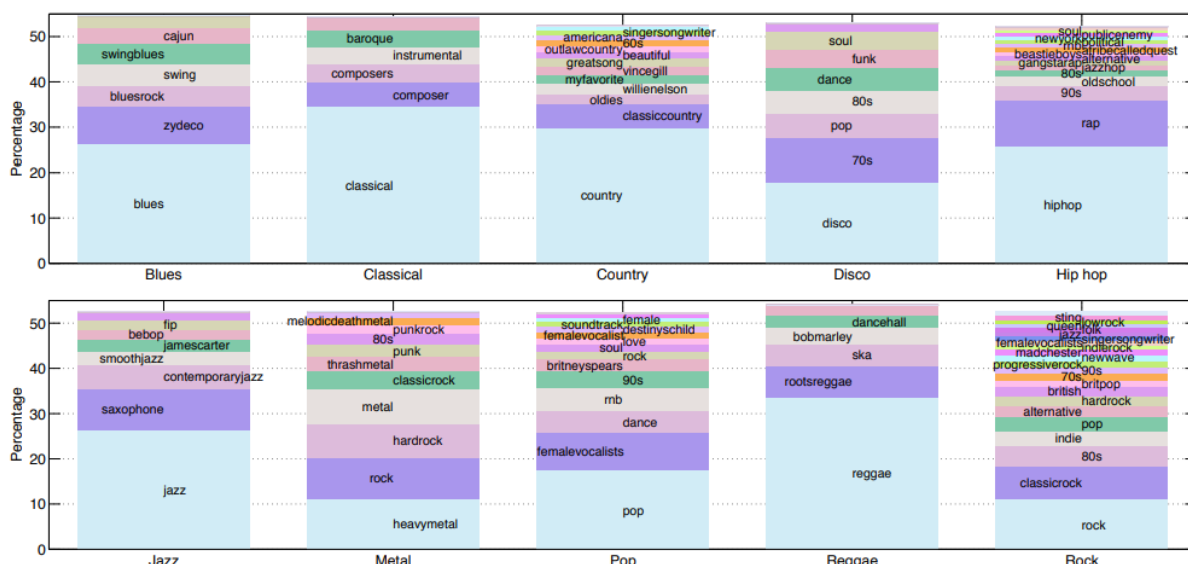 Percentage
50
40
30
20
10
0
cajun
swingblues
swing
bluesrock
zydeco
blues
Blues
baroque
instrumental
composers
composer
classical
Classical
singersongwriter
americana
60s
outlawcountry
beautiful
greatsong
vincegill
myfavorite
willienelson
oldies
classiccountry
country
Country
soul
funk
dance
80s
pop
70s
disco
Disco
soul
publicenemy
newyork
political
rnb
atribecalledquest
beastieboys
alternative
gangstarap
jazzhop
80s
oldschool
90s
rap
hiphop
Hip hop
Percentage
50
40
30
20
10
0
fip
bebop
jamescarter
smoothjazz
contemporaryjazz
saxophone
jazz
Jazz
melodicdeathmetal
punkrock
80s
punk
thrashmetal
classicrock
metal
hardrock
rock
heavymetal
Metal
female
soundtrack
destinyschild
femalevocalist
love
soul
rock
britneyspears
90s
rnb
dance
femalevocalists
pop
Pop
dancehall
bobmarley
ska
rootsreggae
reggae
Reggae
sting
slowrock
queen
folk
jazz
singersongwriter
femalevocalists
indierock
madchester
newwave
progressiverock
90s
70s
britpop
british
hardrock
alternative
pop
indie
80s
classicrock
rock
Rock